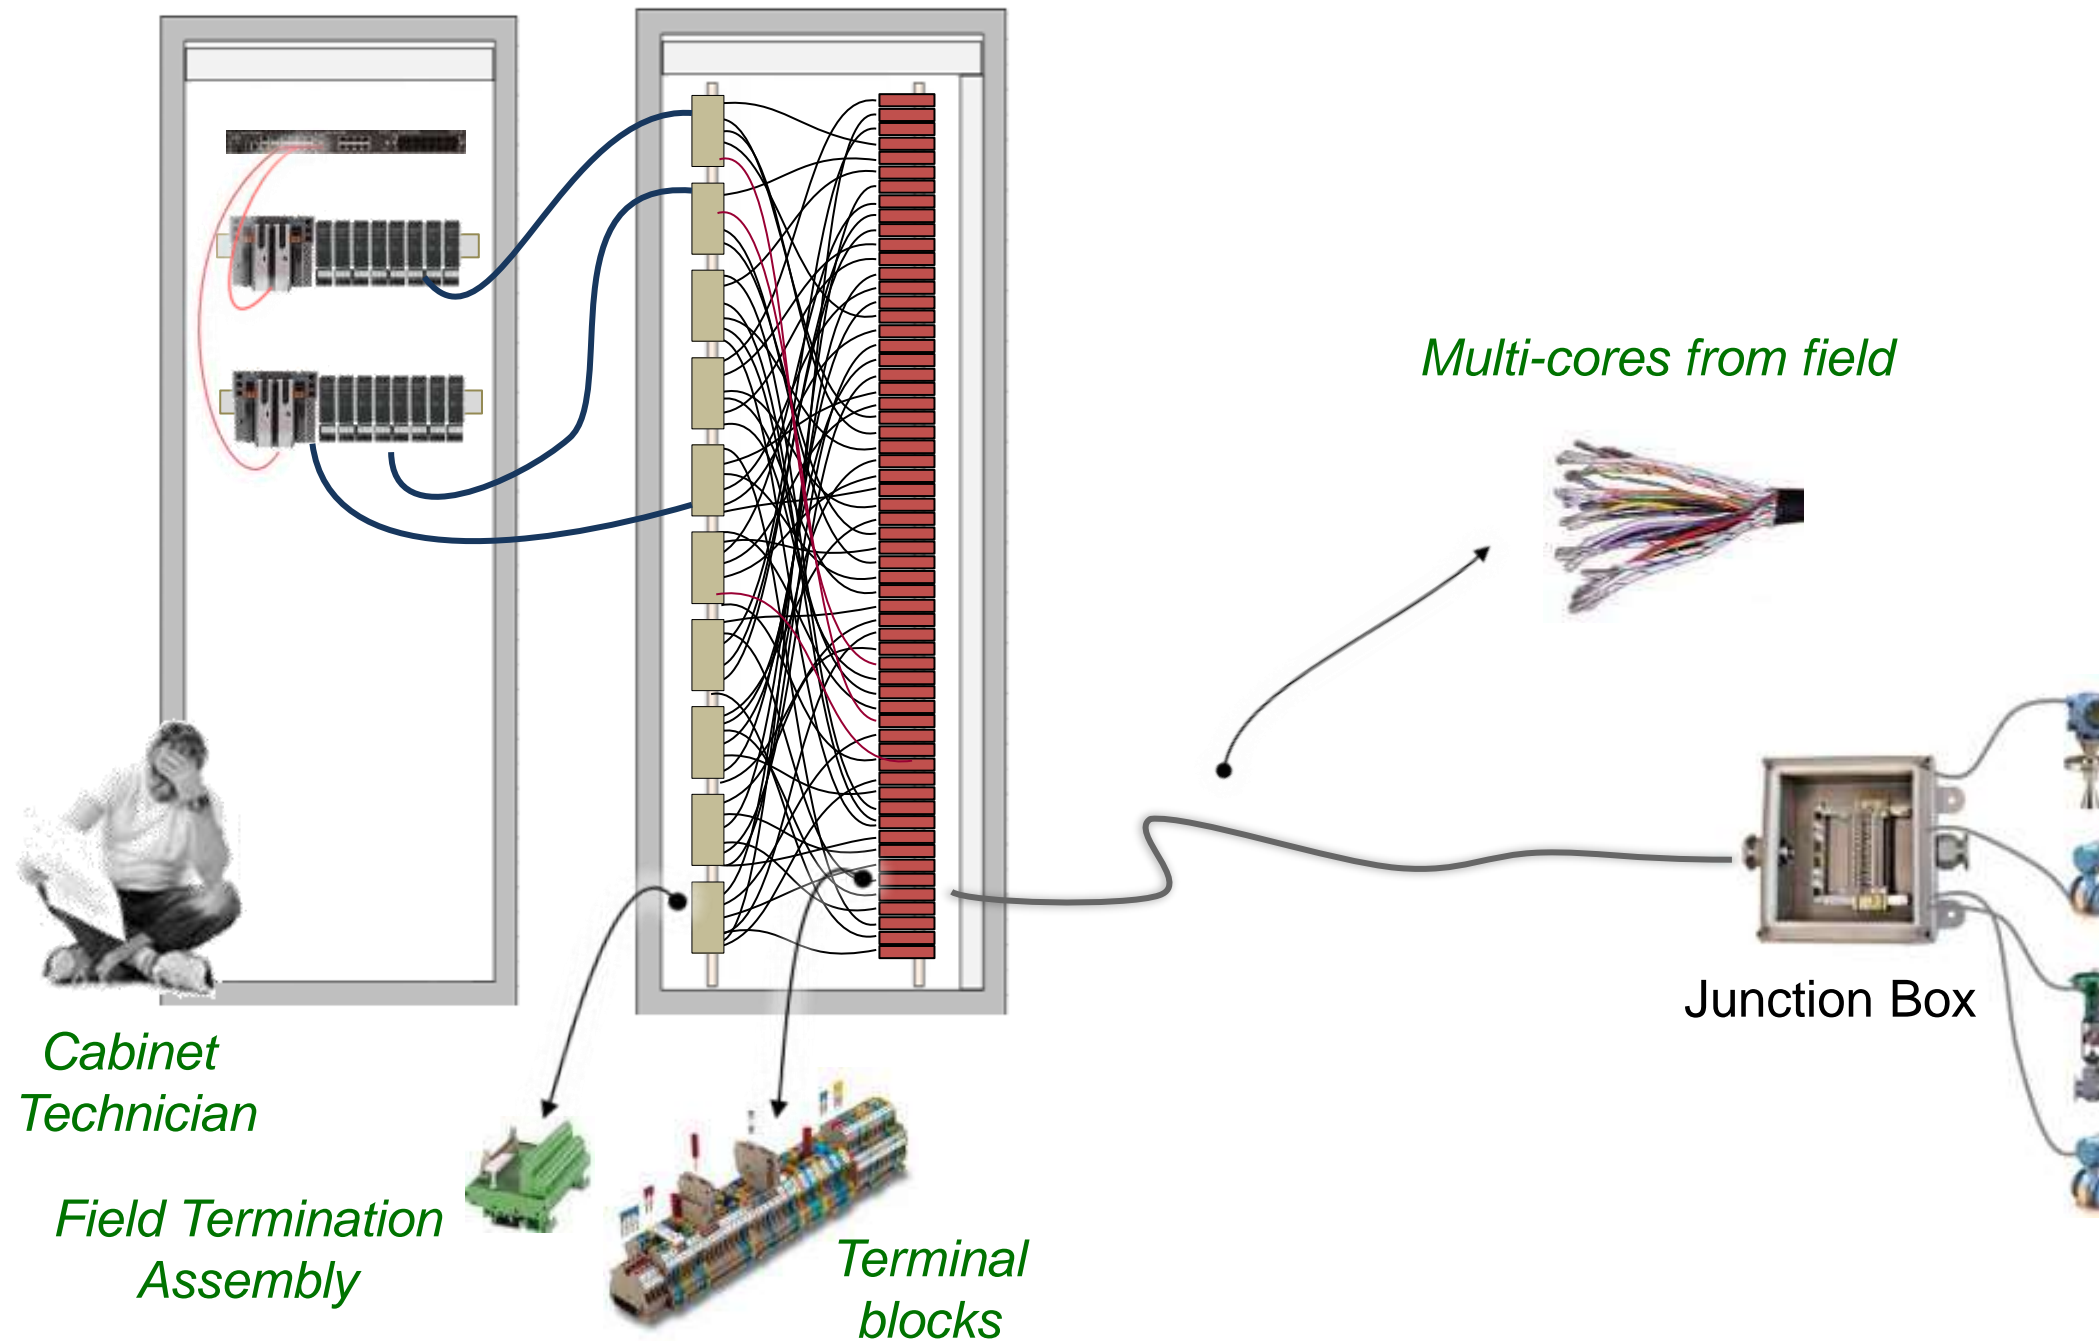 Multi-cores from field
Junction Box
Cabinet
Technician
Field Termination
Assembly
Terminal
blocks